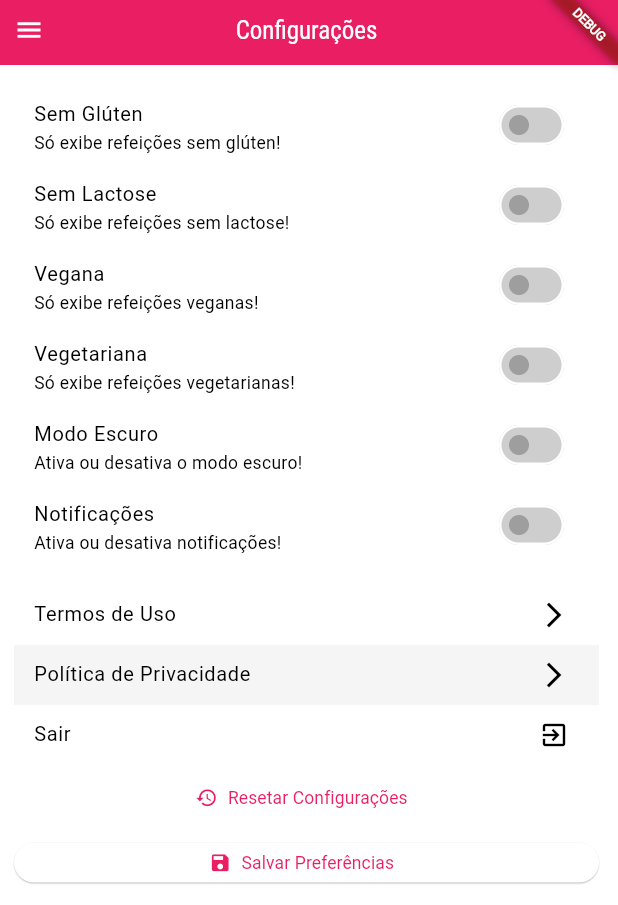 Configurações
DEBUG
Sem Glúten
Só exibe refeições sem glúten!
Sem Lactose
Só exibe refeições sem lactose!
Vegana
Só exibe refeições veganas!
Vegetariana
Só exibe refeições vegetarianas!
Modo Escuro
Ativa ou desativa o modo escuro!
Notificações
Ativa ou desativa notificações!
Termos de Uso
Política de Privacidade
Sair
Resetar Configurações
Salvar Preferências